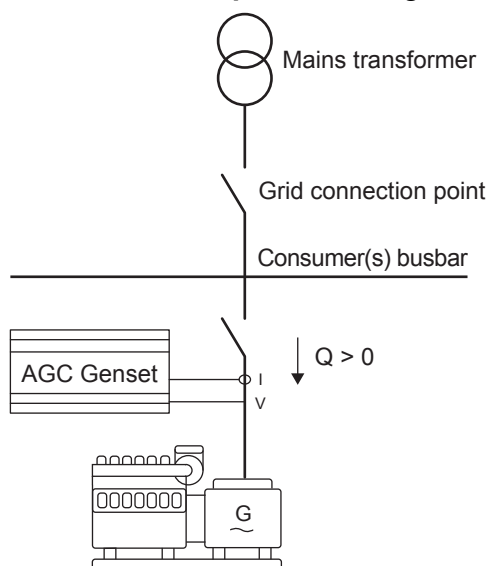 Mains transformer
Grid connection point
Consumer(s) busbar
Q > 0
AGC Genset
I
V
G